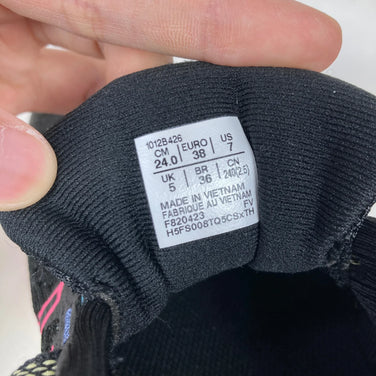 1012B426
CM EURO US
24.0 38 7
UK BR CN
5 36 240(2.5)
MADE IN VIETNAM
FABRIQUE AU VIETNAM
F820423 FV
H5FS008TQ5CSxTH